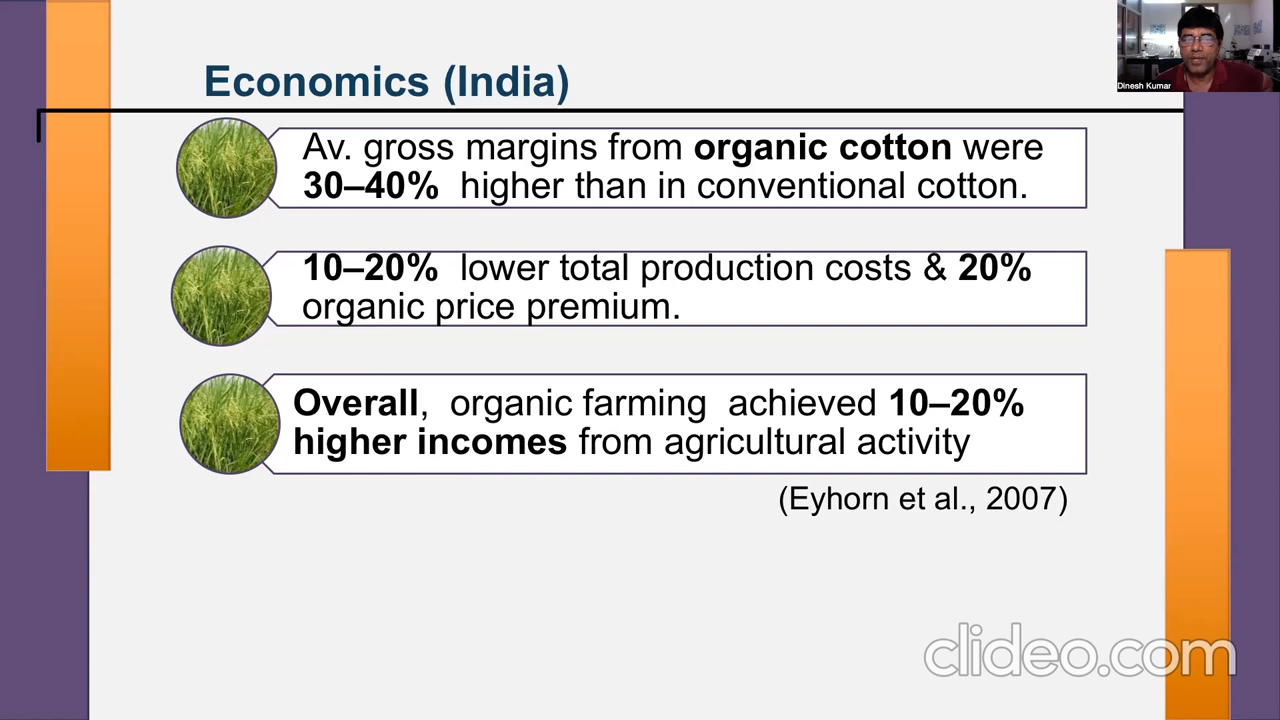 Economics (India)
Dinesh Kumar
Av. gross margins from organic cotton were
30–40% higher than in conventional cotton.
10–20% lower total production costs & 20%
organic price premium.
Overall, organic farming achieved 10–20%
higher incomes from agricultural activity
(Eyhorn et al., 2007)
clideo.com